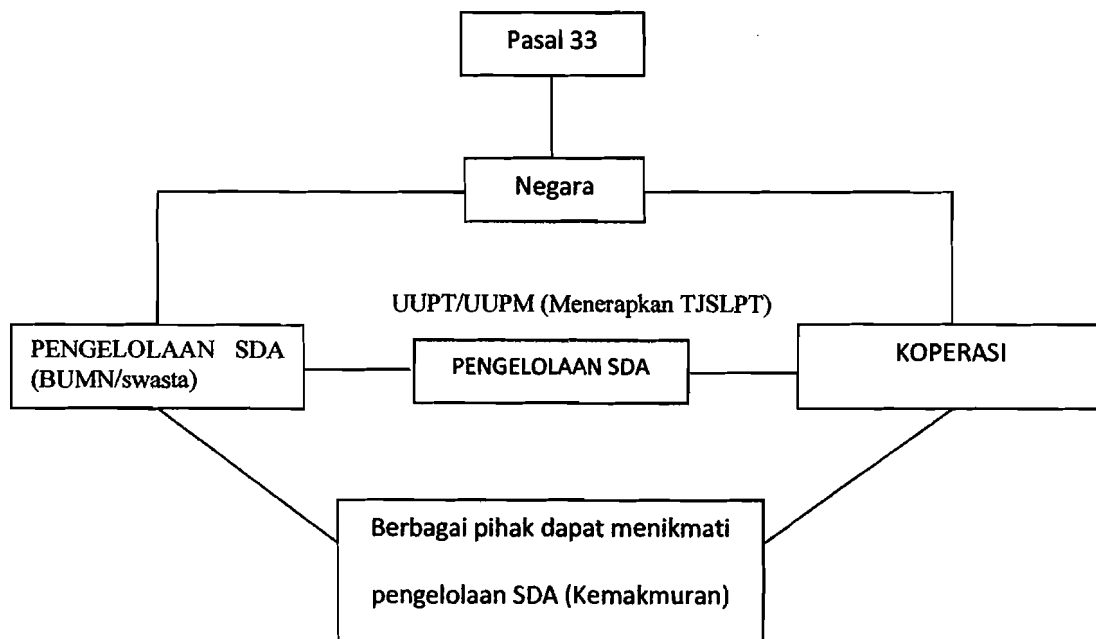 Pasal 33
Negara
UUPT/UUPM (Menerapkan TJSLPT)
PENGELOLAAN SDA
(BUMN/swasta)
PENGELOLAAN SDA
KOPERASI
Berbagai pihak dapat menikmati
pengelolaan SDA (Kemakmuran)